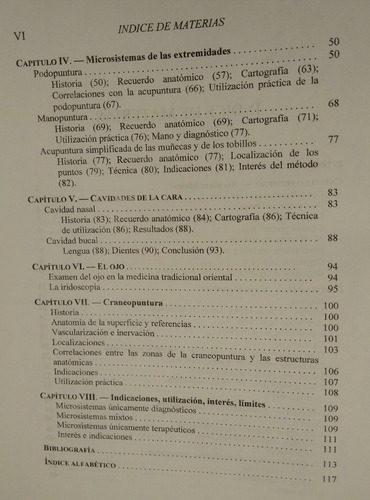 VI INDICE DE MATERIAS
CAPITULO IV. — Microsistemas de las extremidades 50
Podopuntura 50
Historia (50); Recuerdo anatómico (57); Cartografía (63);
Correlaciones con la acupuntura (66); Utilización práctica de la
podopuntura (67).
Manopuntura 68
Historia (69); Recuerdo anatómico (69); Cartografía (71);
Utilización práctica (76); Mano y diagnóstico (77).
Acupuntura simplificada de las muñecas y de los tobillos 77
Historia (77); Recuerdo anatómico (77); Localización de los
puntos (79); Técnica (80); Indicaciones (81); Interés del método
(82).
CAPÍTULO V. — CAVIDADES DE LA CARA 83
Cavidad nasal 83
Historia (83); Recuerdo anatómico (84); Cartografía (86); Técnica
de utilización (86); Resultados (88).
Cavidad bucal 88
Lengua (88); Dientes (90); Conclusión (93).
CAPÍTULO VI. — EL OJO 94
Examen del ojo en la medicina tradicional oriental 94
La iridoscopia 95
CAPÍTULO VII. — Craneopuntura 100
Historia 100
Anatomía de la superficie y referencias 100
Vascularización e inervación 101
Localizaciones 103
Correlaciones entre las zonas de la craneopuntura y las estructuras
anatómicas 106
Indicaciones 107
Utilización práctica 108
CAPÍTULO VIII. — Indicaciones, utilización, interés, límites 109
Microsistemas únicamente diagnósticos 109
Microsistemas mixtos 109
Microsistemas únicamente terapéuticos 111
Interés e indicaciones 111
BIBLIOGRAFÍA 113
ÍNDICE ALFABÉTICO 117